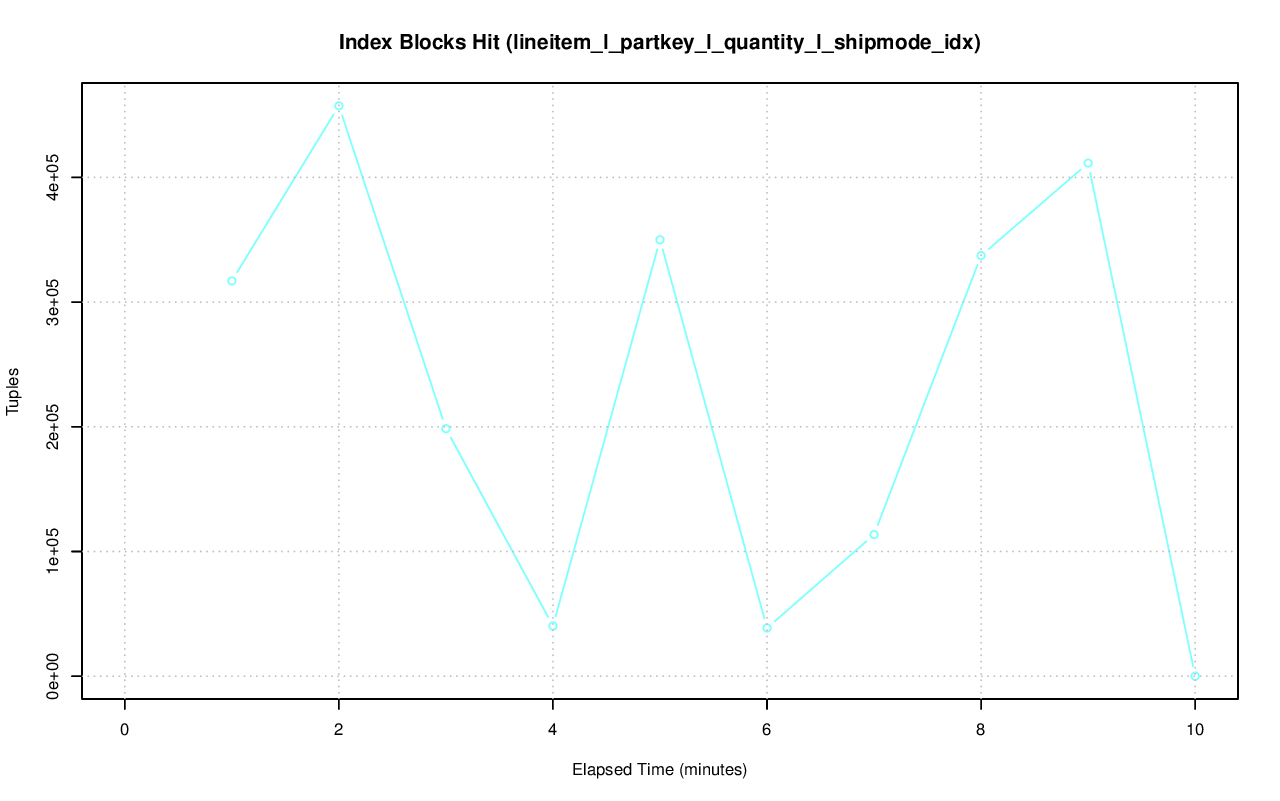 Index Blocks Hit (lineitem_l_partkey_l_quantity_l_shipmode_idx)
Tuples
4e+05
3e+05
2e+05
1e+05
0e+00
0 2 4 6 8 10
Elapsed Time (minutes)